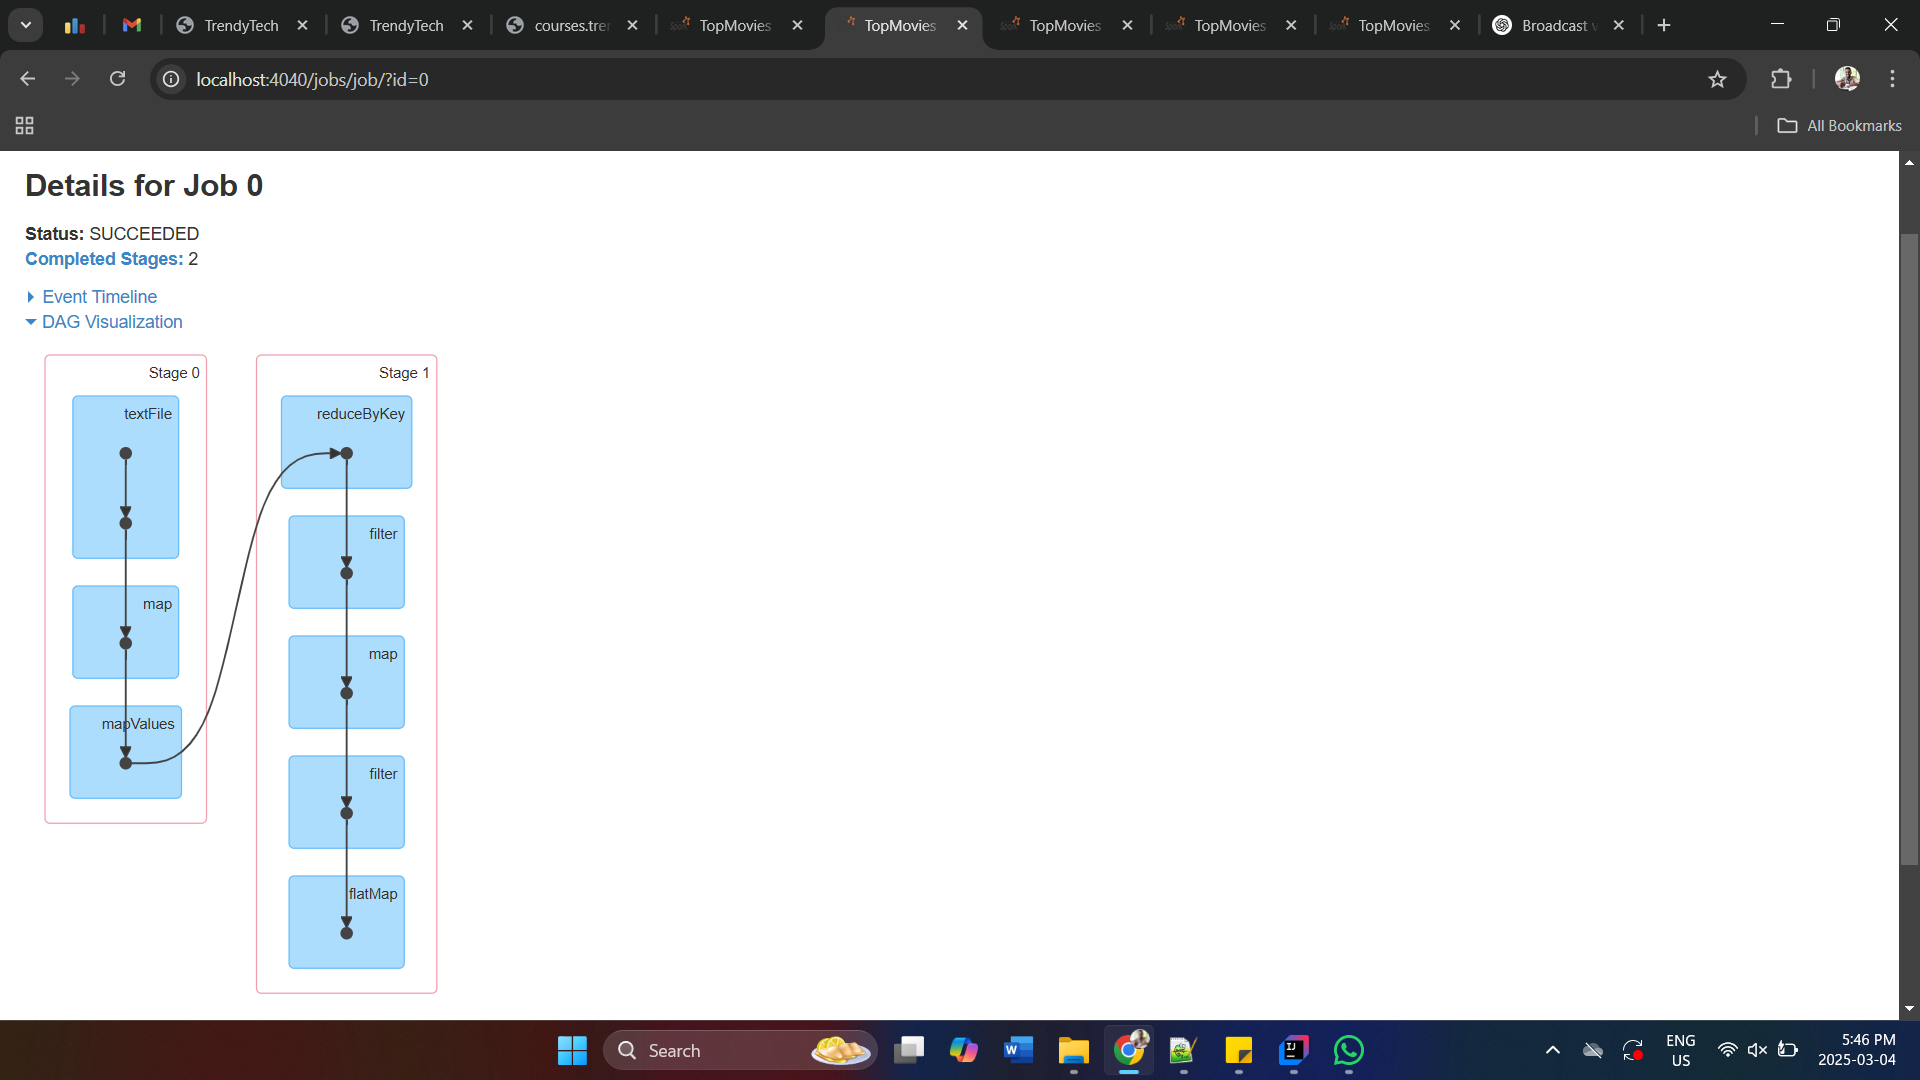 TrendyTech
TrendyTech
courses.tre
TopMovies
TopMovies
TopMovies
TopMovies
TopMovies
Broadcast v
localhost:4040/jobs/job/?id=0
All Bookmarks
Details for Job 0
Status: SUCCEEDED
Completed Stages: 2
Event Timeline
DAG Visualization
Stage 0
textFile
map
mapValues
Stage 1
reduceByKey
filter
map
filter
flatMap
Search
ENG
US
5:46 PM
2025-03-04